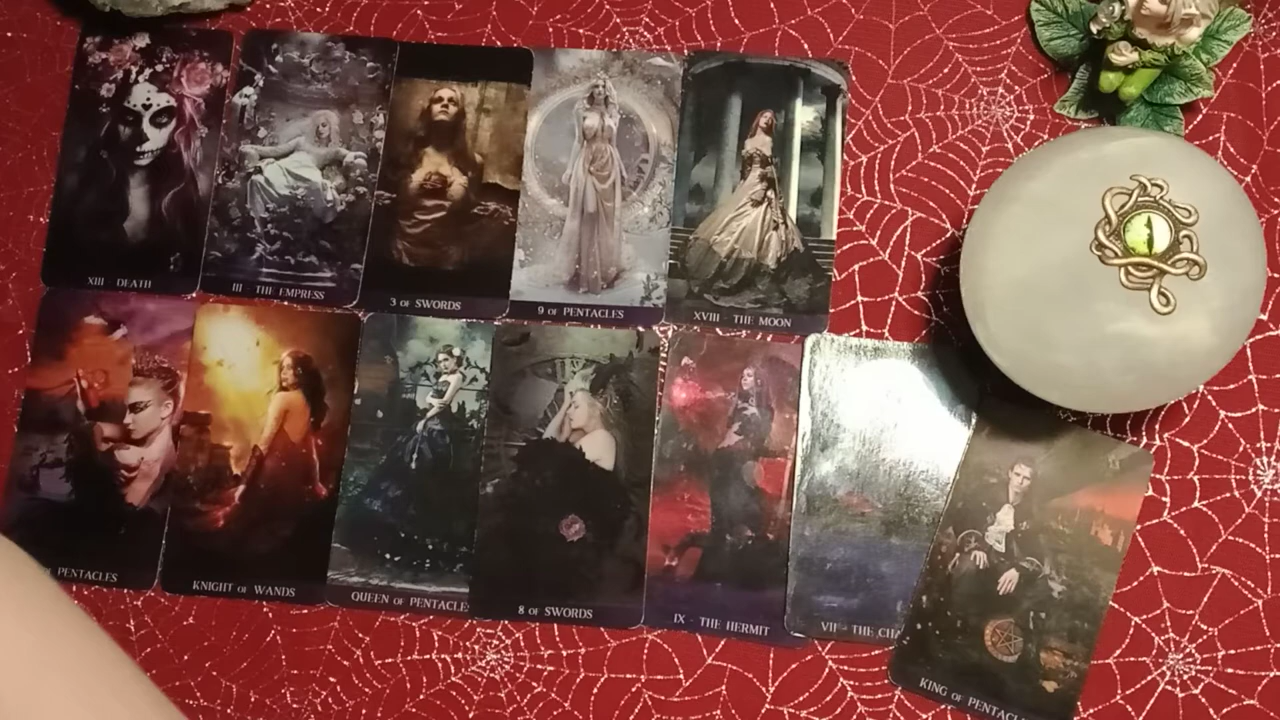 XIII - DEATH
III - THE EMPRESS
3 OF SWORDS
9 OF PENTACLES
XVIII - THE MOON
PENTACLES
KNIGHT OF WANDS
QUEEN OF PENTACLES
8 OF SWORDS
IX - THE HERMIT
VII - THE CHA
KING OF PENTACL